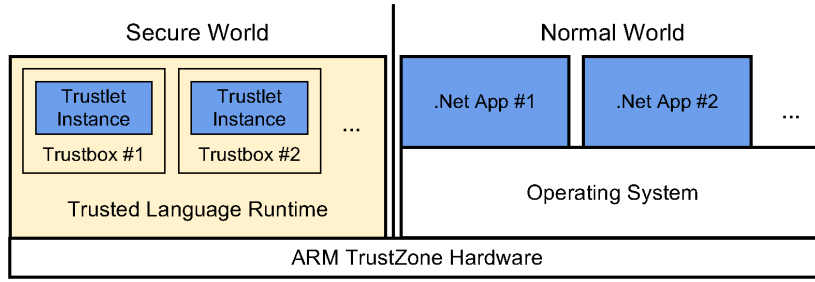 Secure World
Normal World
Trustlet
Instance
Trustbox #1
Trustlet
Instance
Trustbox #2
...
Trusted Language Runtime
.Net App #1
.Net App #2
...
Operating System
ARM TrustZone Hardware